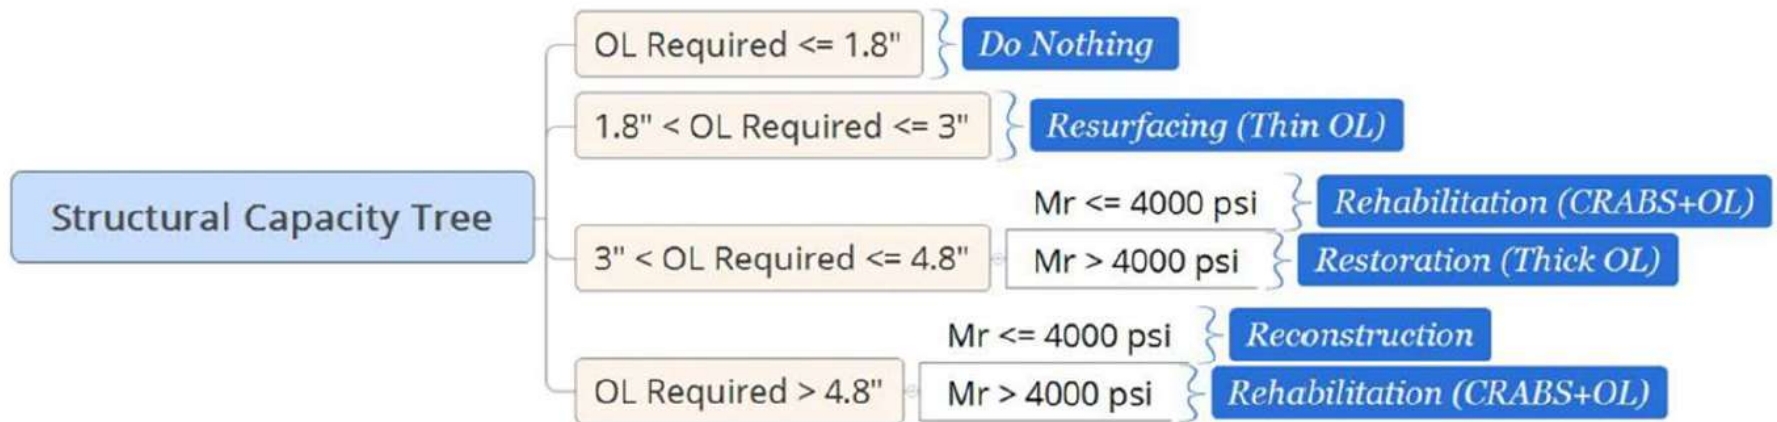 OL Required <= 1.8" Do Nothing
1.8" < OL Required <= 3" Resurfacing (Thin OL)
Structural Capacity Tree
Mr <= 4000 psi Rehabilitation (CRABS+OL)
3" < OL Required <= 4.8" Mr > 4000 psi Restoration (Thick OL)
Mr <= 4000 psi Reconstruction
OL Required > 4.8" Mr > 4000 psi Rehabilitation (CRABS+OL)